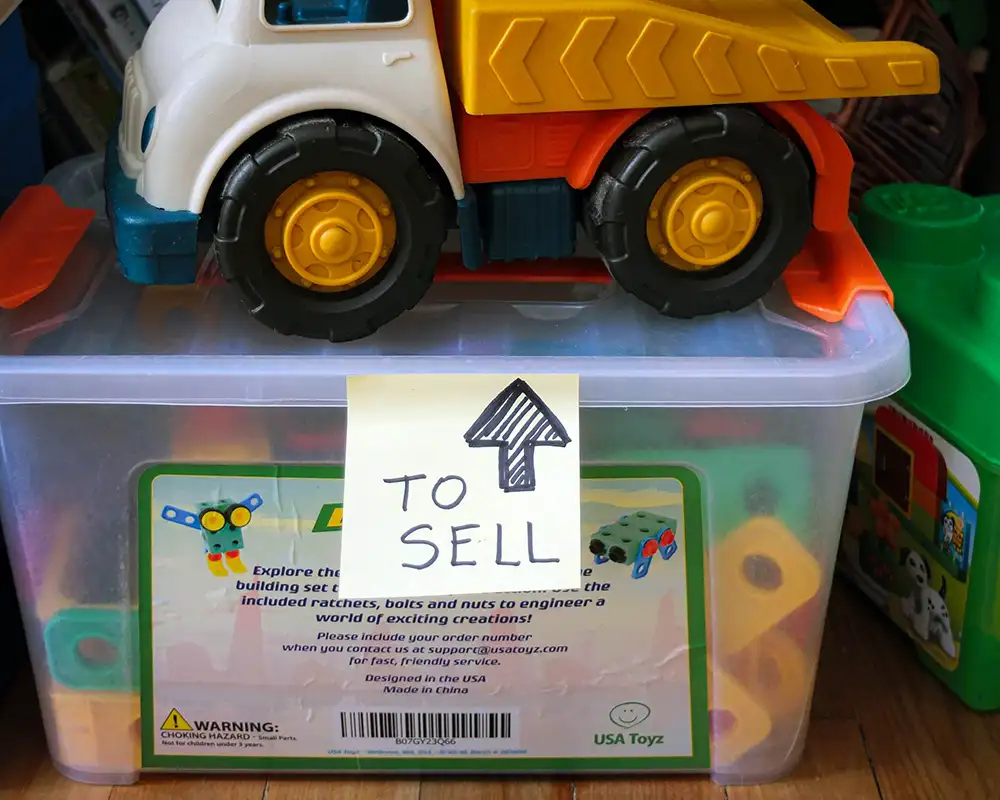 TO
SELL
Explore the
building set
included ratchets, bolts and nuts to engineer a
world of exciting creations!
Please include your order number
when you contact us at support@usatoyz.com
for fast, friendly service.
Designed in the USA
Made in China
WARNING:
CHOKING HAZARD - Small Parts.
Not for children under 3 years.
B07GY23Q66
USA Toyz